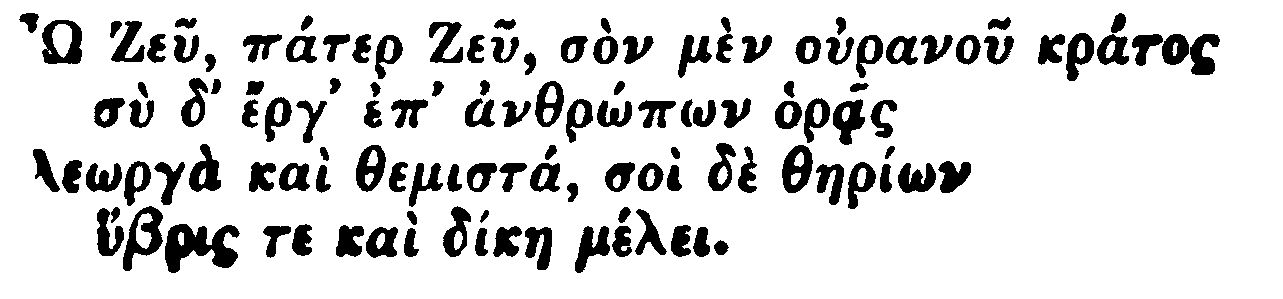 Ὦ Ζεῦ, πάτερ Ζεῦ, σὸν μὲν οὐρανοῦ κράτος
σὺ δ' ἔργ' ἐπ' ἀνθρώπων ὁρᾷς
λεωργὰ καὶ θεμιστά, σοὶ δὲ θηρίων
ὕβρις τε καὶ δίκη μέλει.